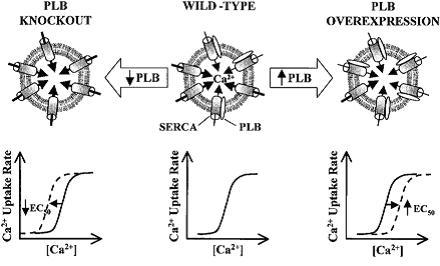 PLB
KNOCKOUT
WILD-TYPE
PLB
OVEREXPRESSION
↓ PLB
Ca²⁺
↑ PLB
SERCA
PLB
Ca²⁺ Uptake Rate
↓ EC₅₀
[Ca²⁺]
Ca²⁺ Uptake Rate
[Ca²⁺]
Ca²⁺ Uptake Rate
↑ EC₅₀
[Ca²⁺]